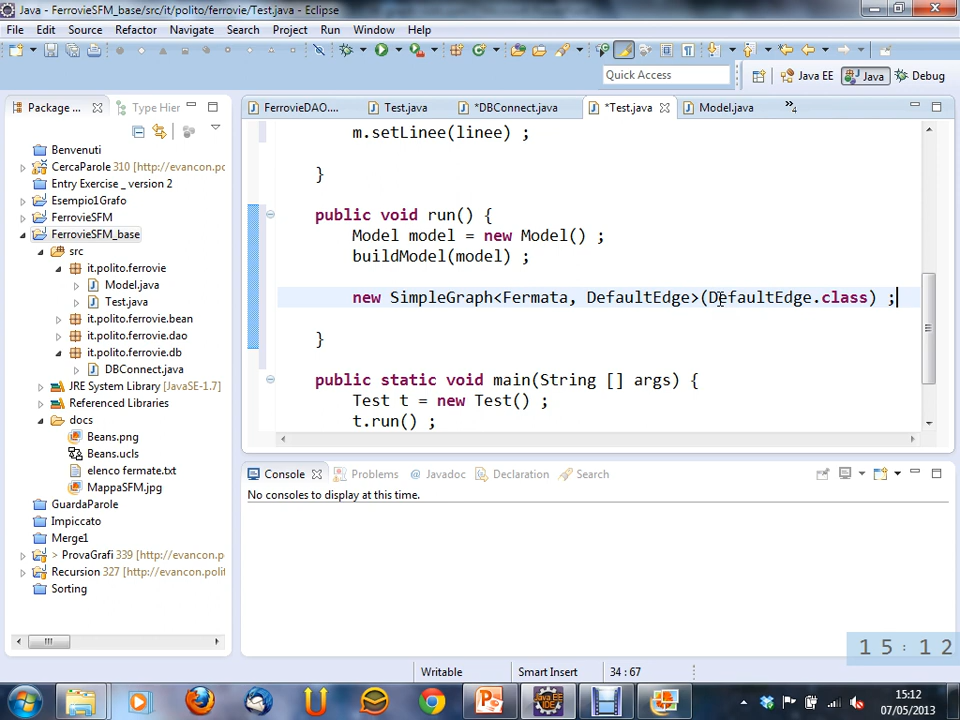 Java - FerrovieSFM_base/src/it/polito/ferrovie/Test.java - Eclipse
File Edit Source Refactor Navigate Search Project Run Window Help
Quick Access
Java EE
Java
Debug
Package ...
Type Hier
FerrovieDAO....
Test.java
*DBConnect.java
*Test.java
Model.java
»4
Benvenuti
CercaParole 310 [http://evancon.pc
Entry Exercise _ version 2
Esempio1Grafo
FerrovieSFM
FerrovieSFM_base
src
it.polito.ferrovie
Model.java
Test.java
it.polito.ferrovie.bean
it.polito.ferrovie.dao
it.polito.ferrovie.db
DBConnect.java
JRE System Library [JavaSE-1.7]
Referenced Libraries
docs
Beans.png
Beans.ucls
elenco fermate.txt
MappaSFM.jpg
GuardaParole
Impiccato
Merge1
> ProvaGrafi 339 [http://evancon.p
Recursion 327 [http://evancon.polit
Sorting
m.setLinee(linee) ;
}
public void run() {
Model model = new Model() ;
buildModel(model) ;
new SimpleGraph<Fermata, DefaultEdge>(DefaultEdge.class) ;
}
public static void main(String [] args) {
Test t = new Test() ;
t.run() ;
Console
Problems
@ Javadoc
Declaration
Search
No consoles to display at this time.
15:12
Writable
Smart Insert
34 : 67
15:12
07/05/2013